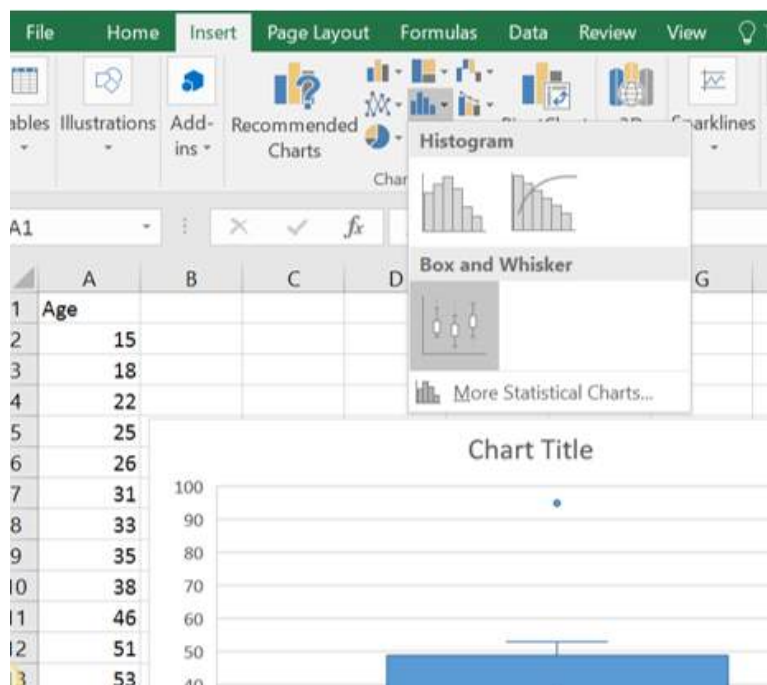 File Home Insert Page Layout Formulas Data Review View
Illustrations Add-ins Recommended Charts Sparklines
Histogram
A1 fx
Box and Whisker
A B C D G
1 Age
2 15
3 18
4 22
More Statistical Charts...
5 25
Chart Title
6 26
7 31
100
8 33
90
9 35
80
10 38
70
11 46
60
12 51
50
13 53
40